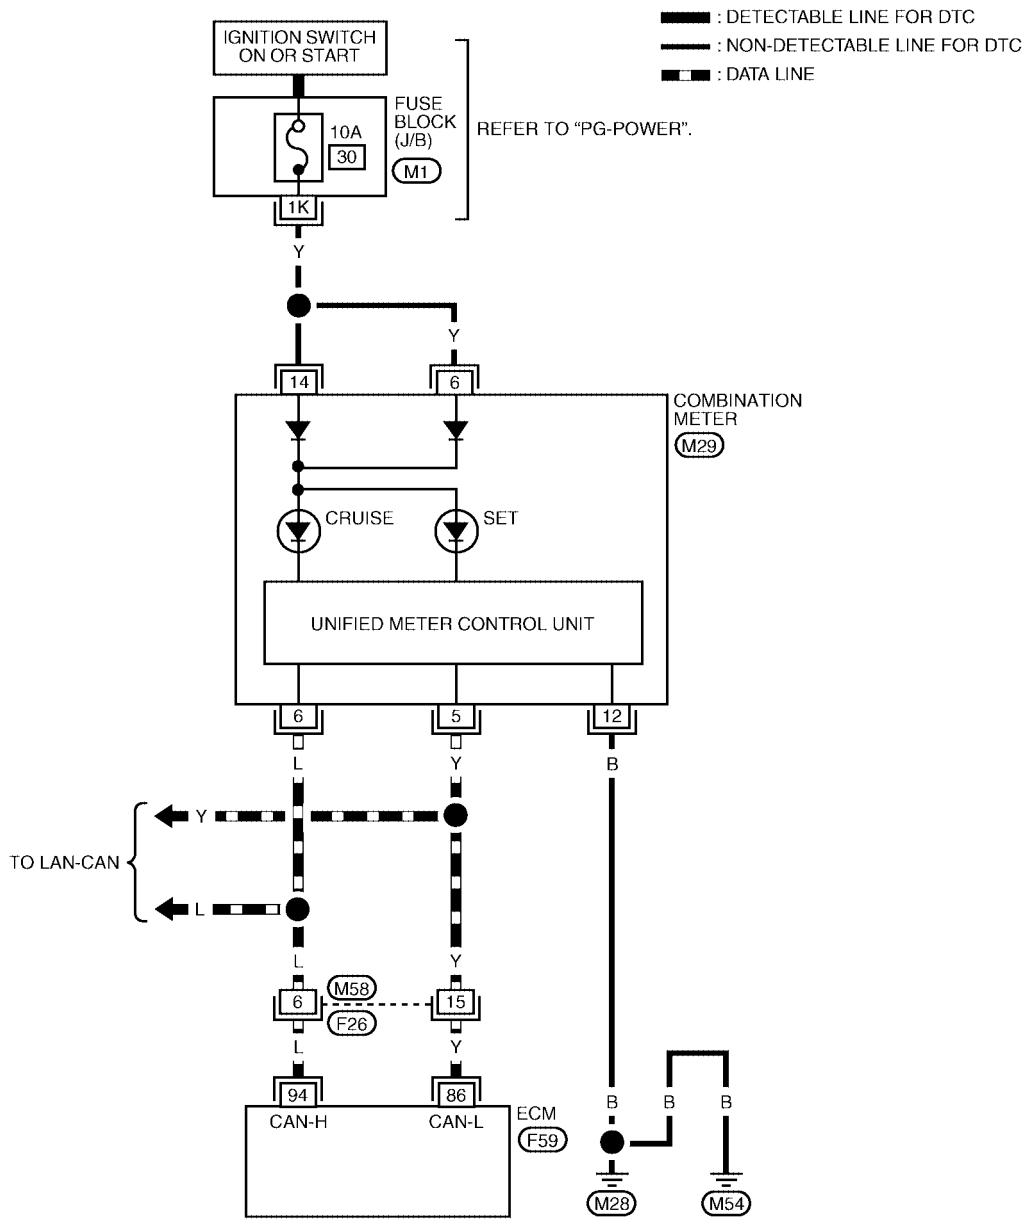 : DETECTABLE LINE FOR DTC
: NON-DETECTABLE LINE FOR DTC
: DATA LINE
IGNITION SWITCH
ON OR START
FUSE
BLOCK
(J/B)
M1
10A
30
REFER TO “PG-POWER”.
1K
Y
Y
14
6
COMBINATION
METER
M29
CRUISE
SET
UNIFIED METER CONTROL UNIT
6
5
12
L
Y
B
Y
TO LAN-CAN
L
L
Y
6
M58
F26
15
L
Y
94
86
CAN-H
CAN-L
ECM
F59
B
B
B
M28
M54